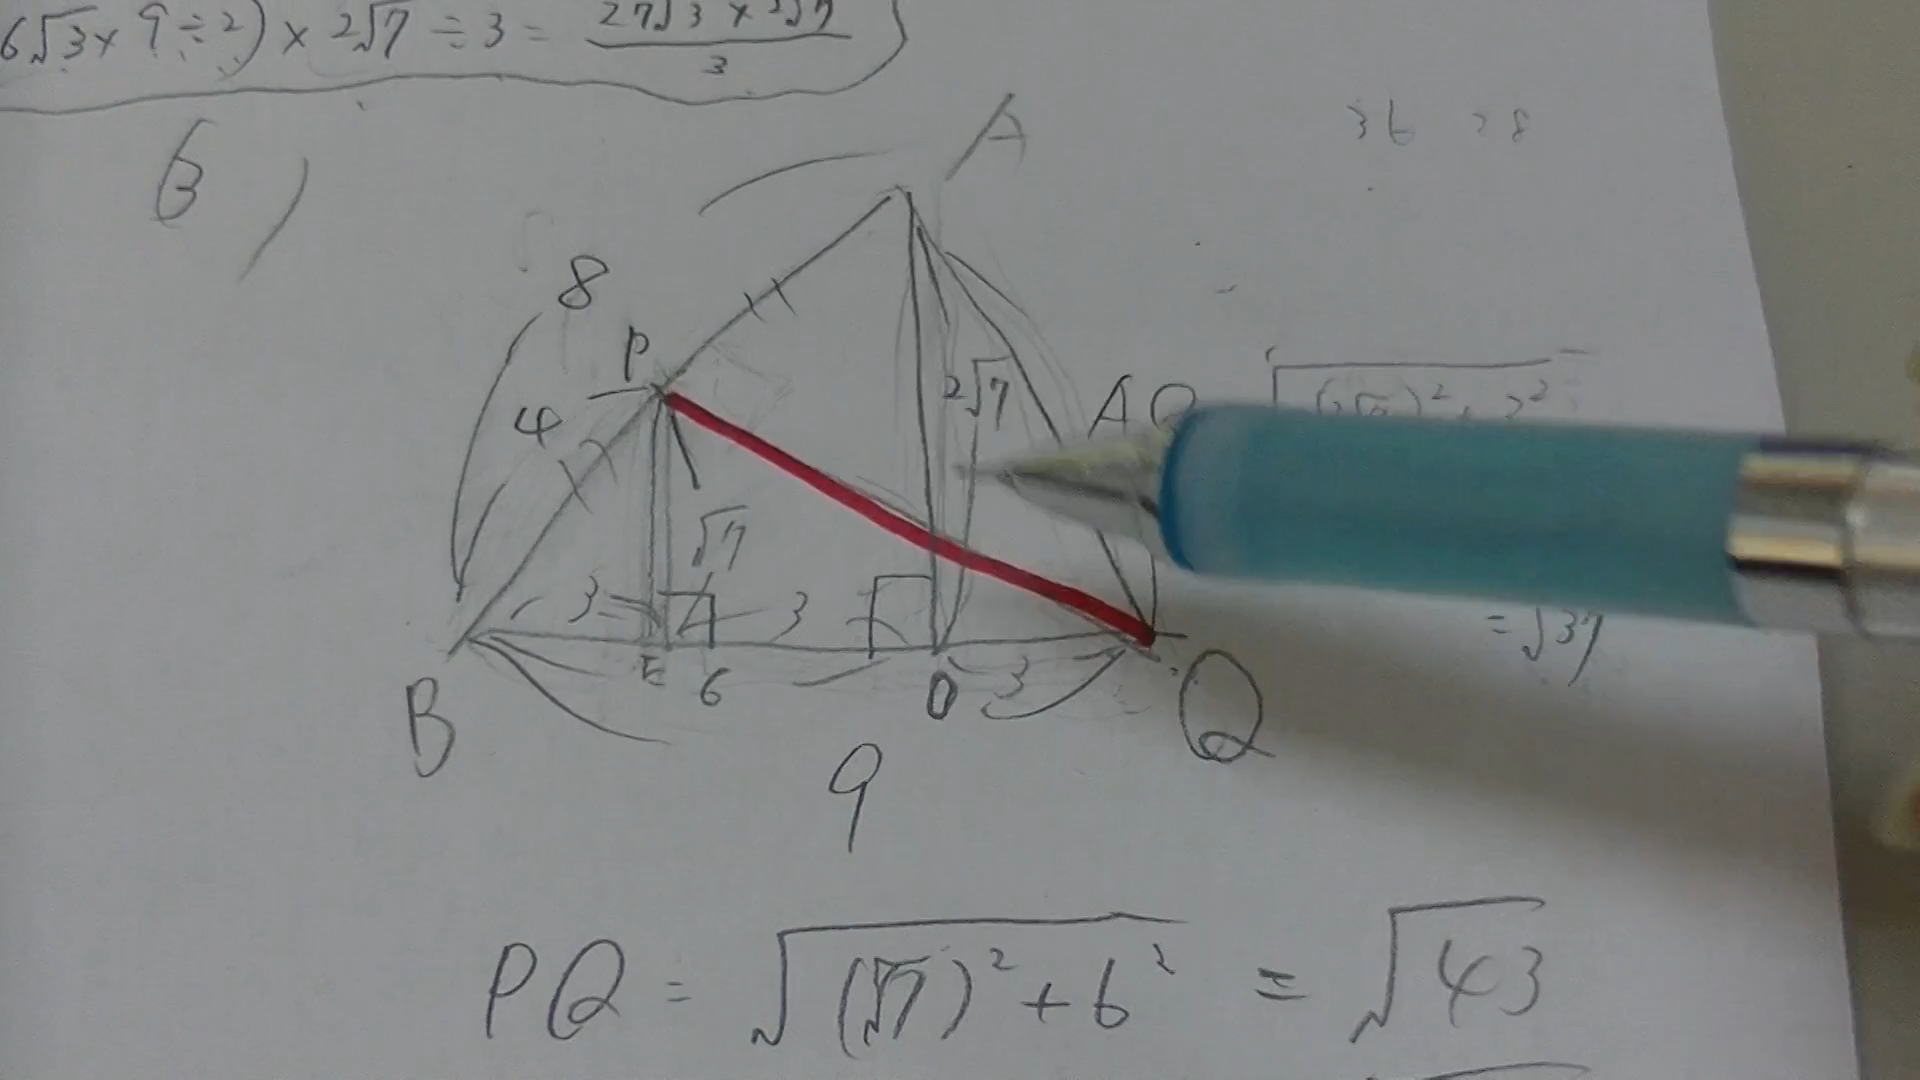 6√3 × 9 ÷ 2) × 2√7 ÷ 3 = 27√3 × 2√7 / 3
6)
A
36 28
8
P
4
2√7
AQ
√7
= √37
3
3
B
E
6
O
3
Q
9
PQ = √((√7)² + 6²) = √43